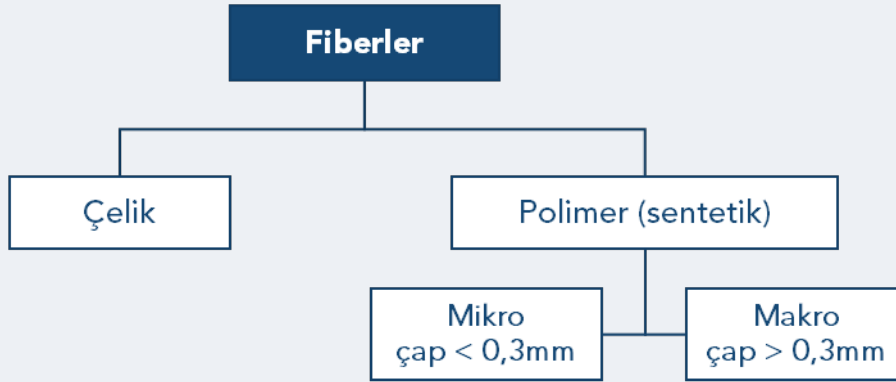 Fiberler
Çelik
Polimer (sentetik)
Mikro
çap < 0,3mm
Makro
çap > 0,3mm